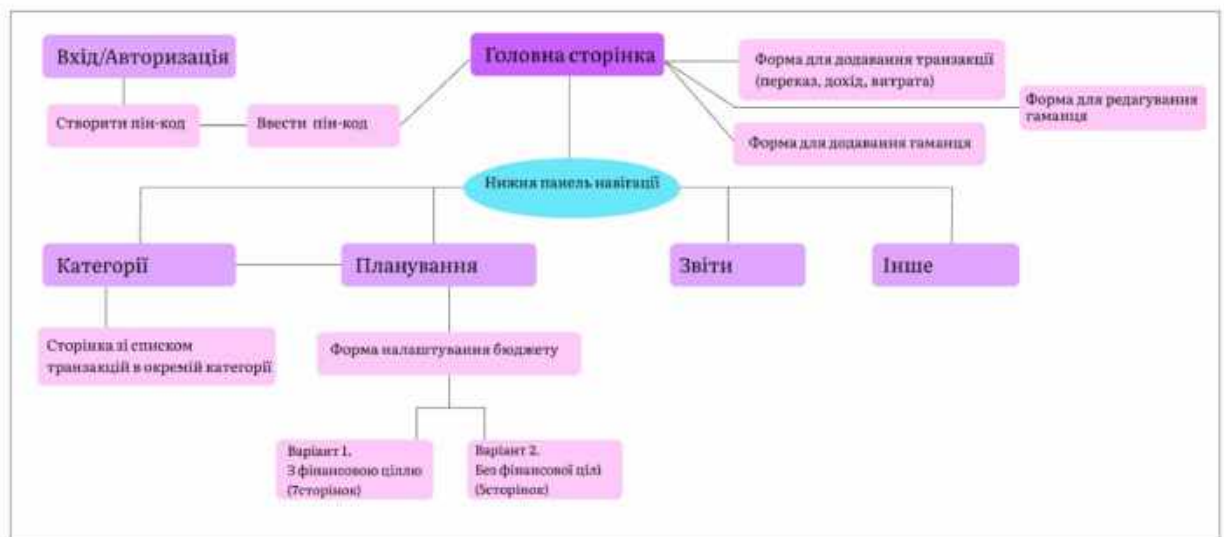 Вхід/Авторизація
Головна сторінка
Форма для додавання транзакції
(переказ, дохід, витрата)
Форма для редагування
гаманця
Створити пін-код
Ввести пін-код
Форма для додавання гаманця
Нижня панель навігації
Категорії
Планування
Звіти
Інше
Сторінка зі списком
транзакцій в окремій категорії
Форма налаштування бюджету
Варіант 1.
З фінансовою ціллю
(7сторінок)
Варіант 2.
Без фінансової цілі
(5сторінок)